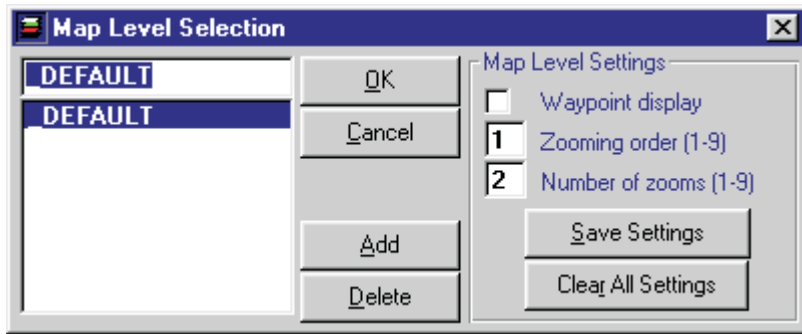 Map Level Selection
_DEFAULT
_DEFAULT
OK
Cancel
Add
Delete
Map Level Settings
Waypoint display
1 Zooming order (1-9)
2 Number of zooms (1-9)
Save Settings
Clear All Settings